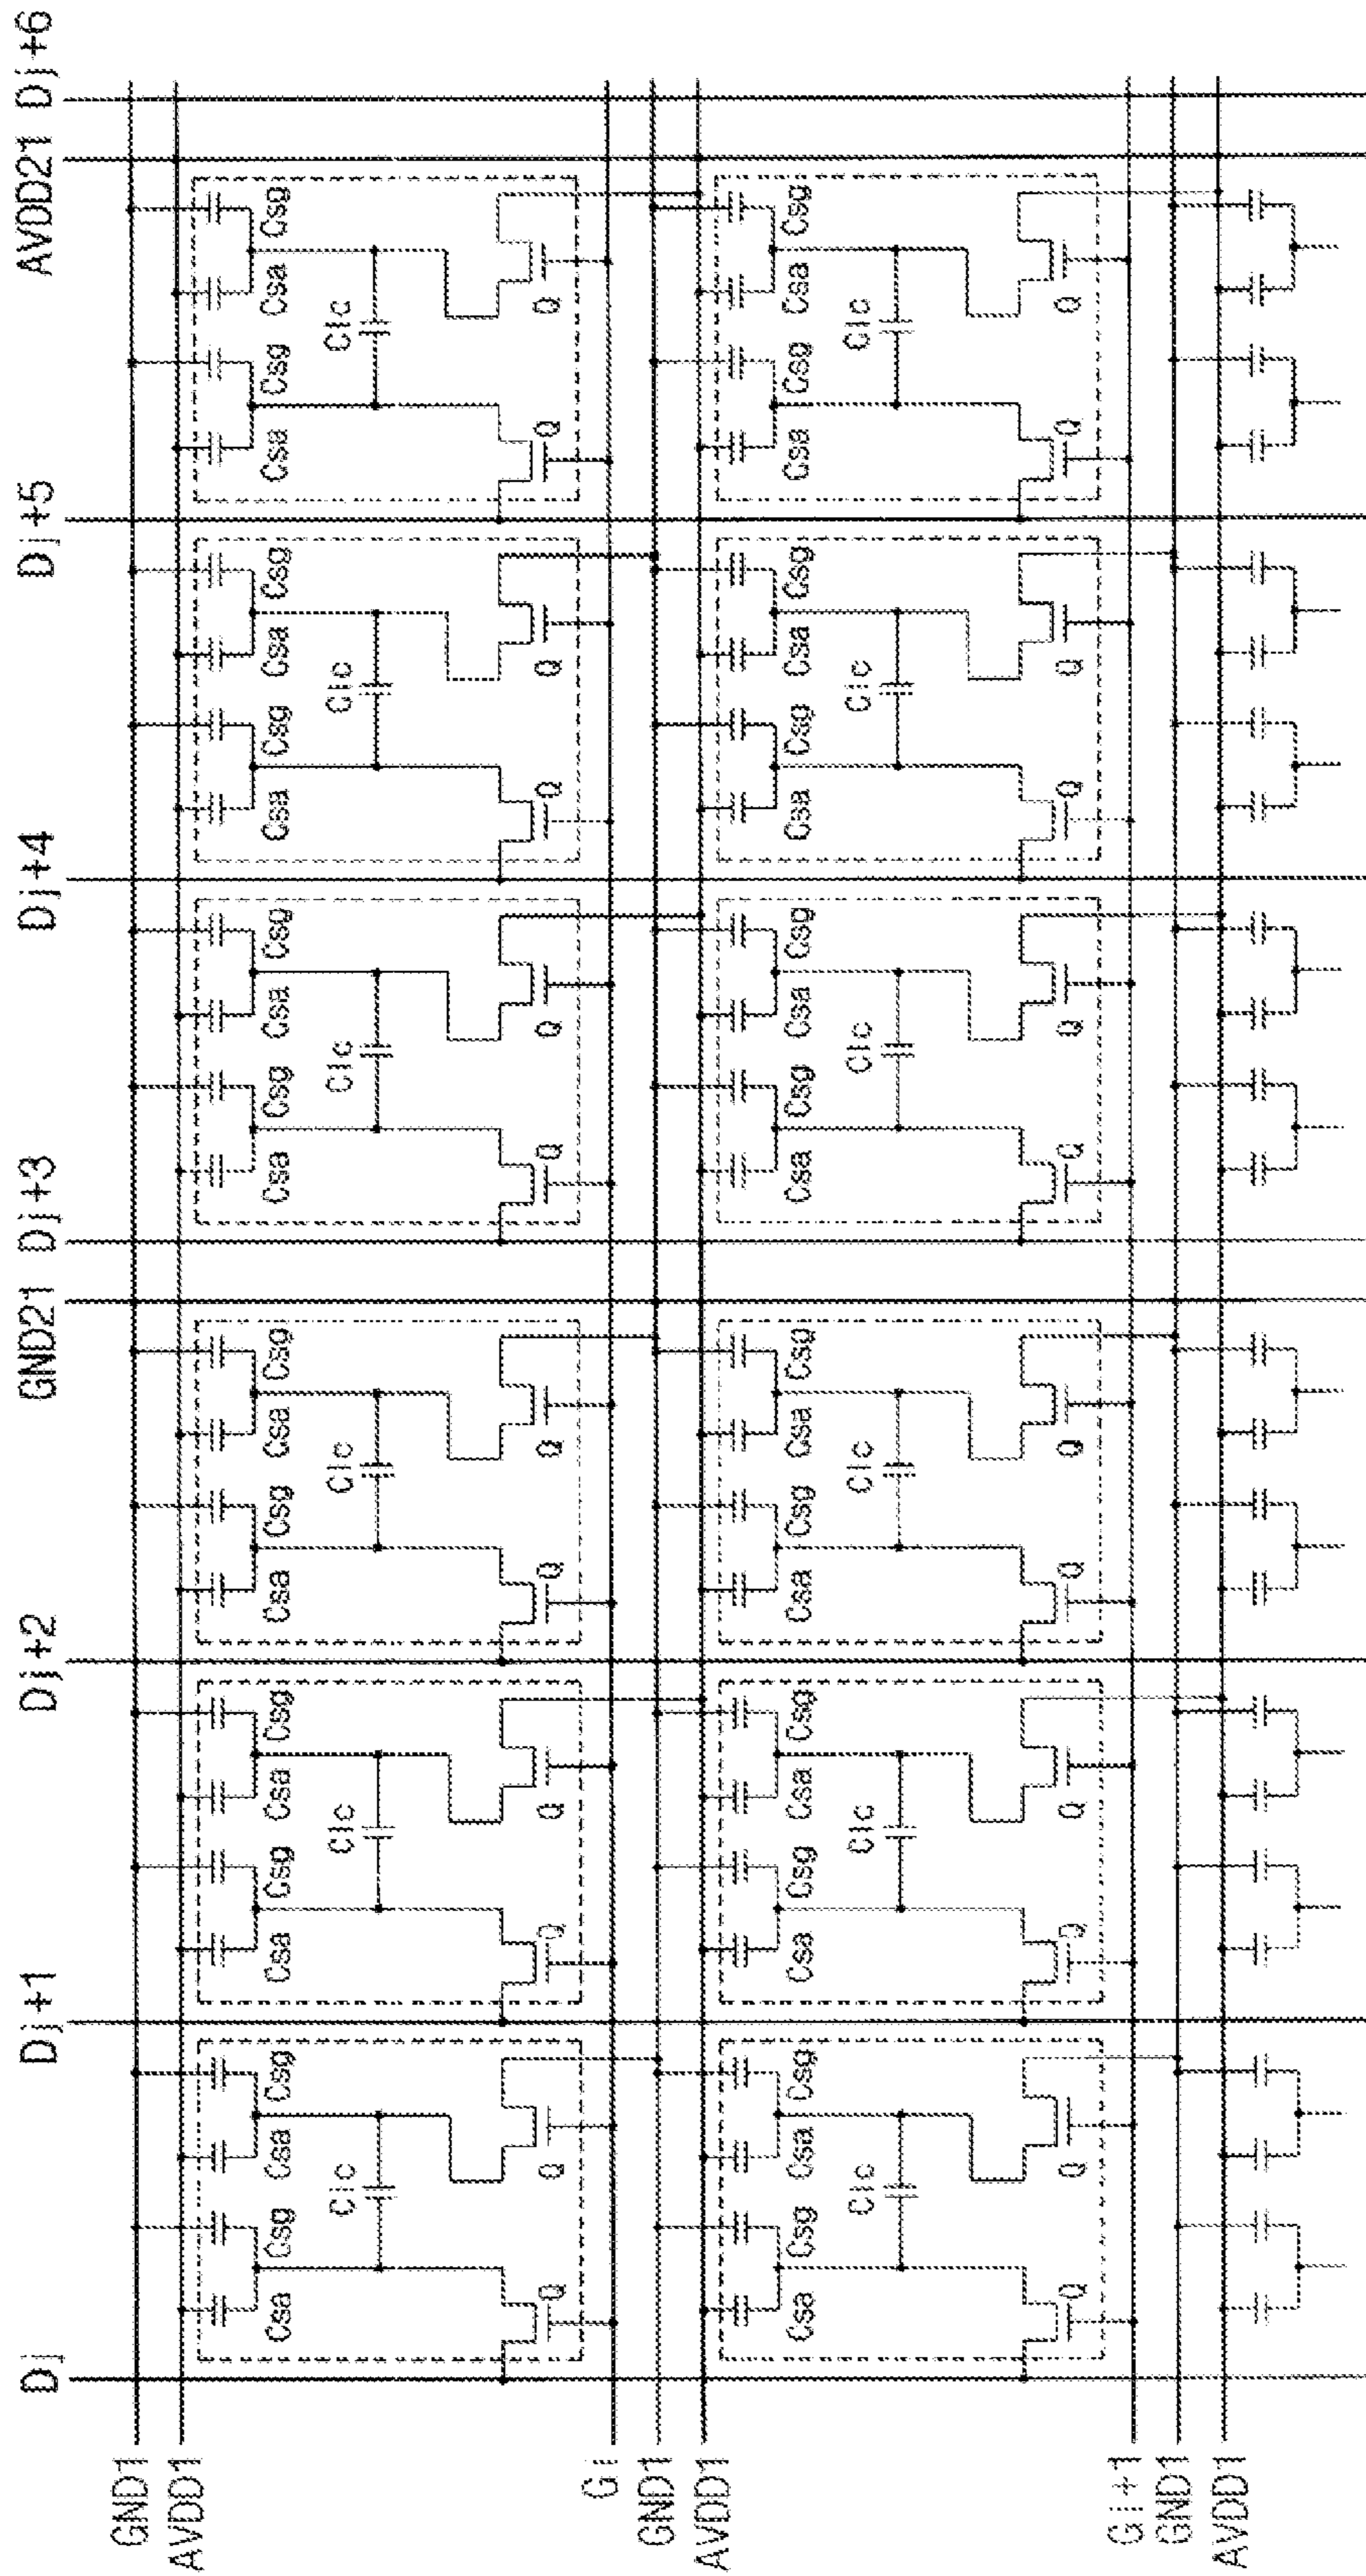 Dj Dj+1 Dj+2 GND21 Dj+3 Dj+4 Dj+5 AVDD21 Dj+6
GND1
AVDD1
Csa Csg Csa Csg Csa Csg Csa Csg Csa Csg Csa Csg Csa Csg Csa Csg Csa Csg Csa Csg Csa Csg Csa Csg
Clc Clc Clc Clc Clc Clc
Q Q Q Q Q Q Q Q Q Q Q Q
Gi
GND1
AVDD1
Csa Csg Csa Csg Csa Csg Csa Csg Csa Csg Csa Csg Csa Csg Csa Csg Csa Csg Csa Csg Csa Csg Csa Csg
Clc Clc Clc Clc Clc Clc
Q Q Q Q Q Q Q Q Q Q Q Q
Gi+1
GND1
AVDD1